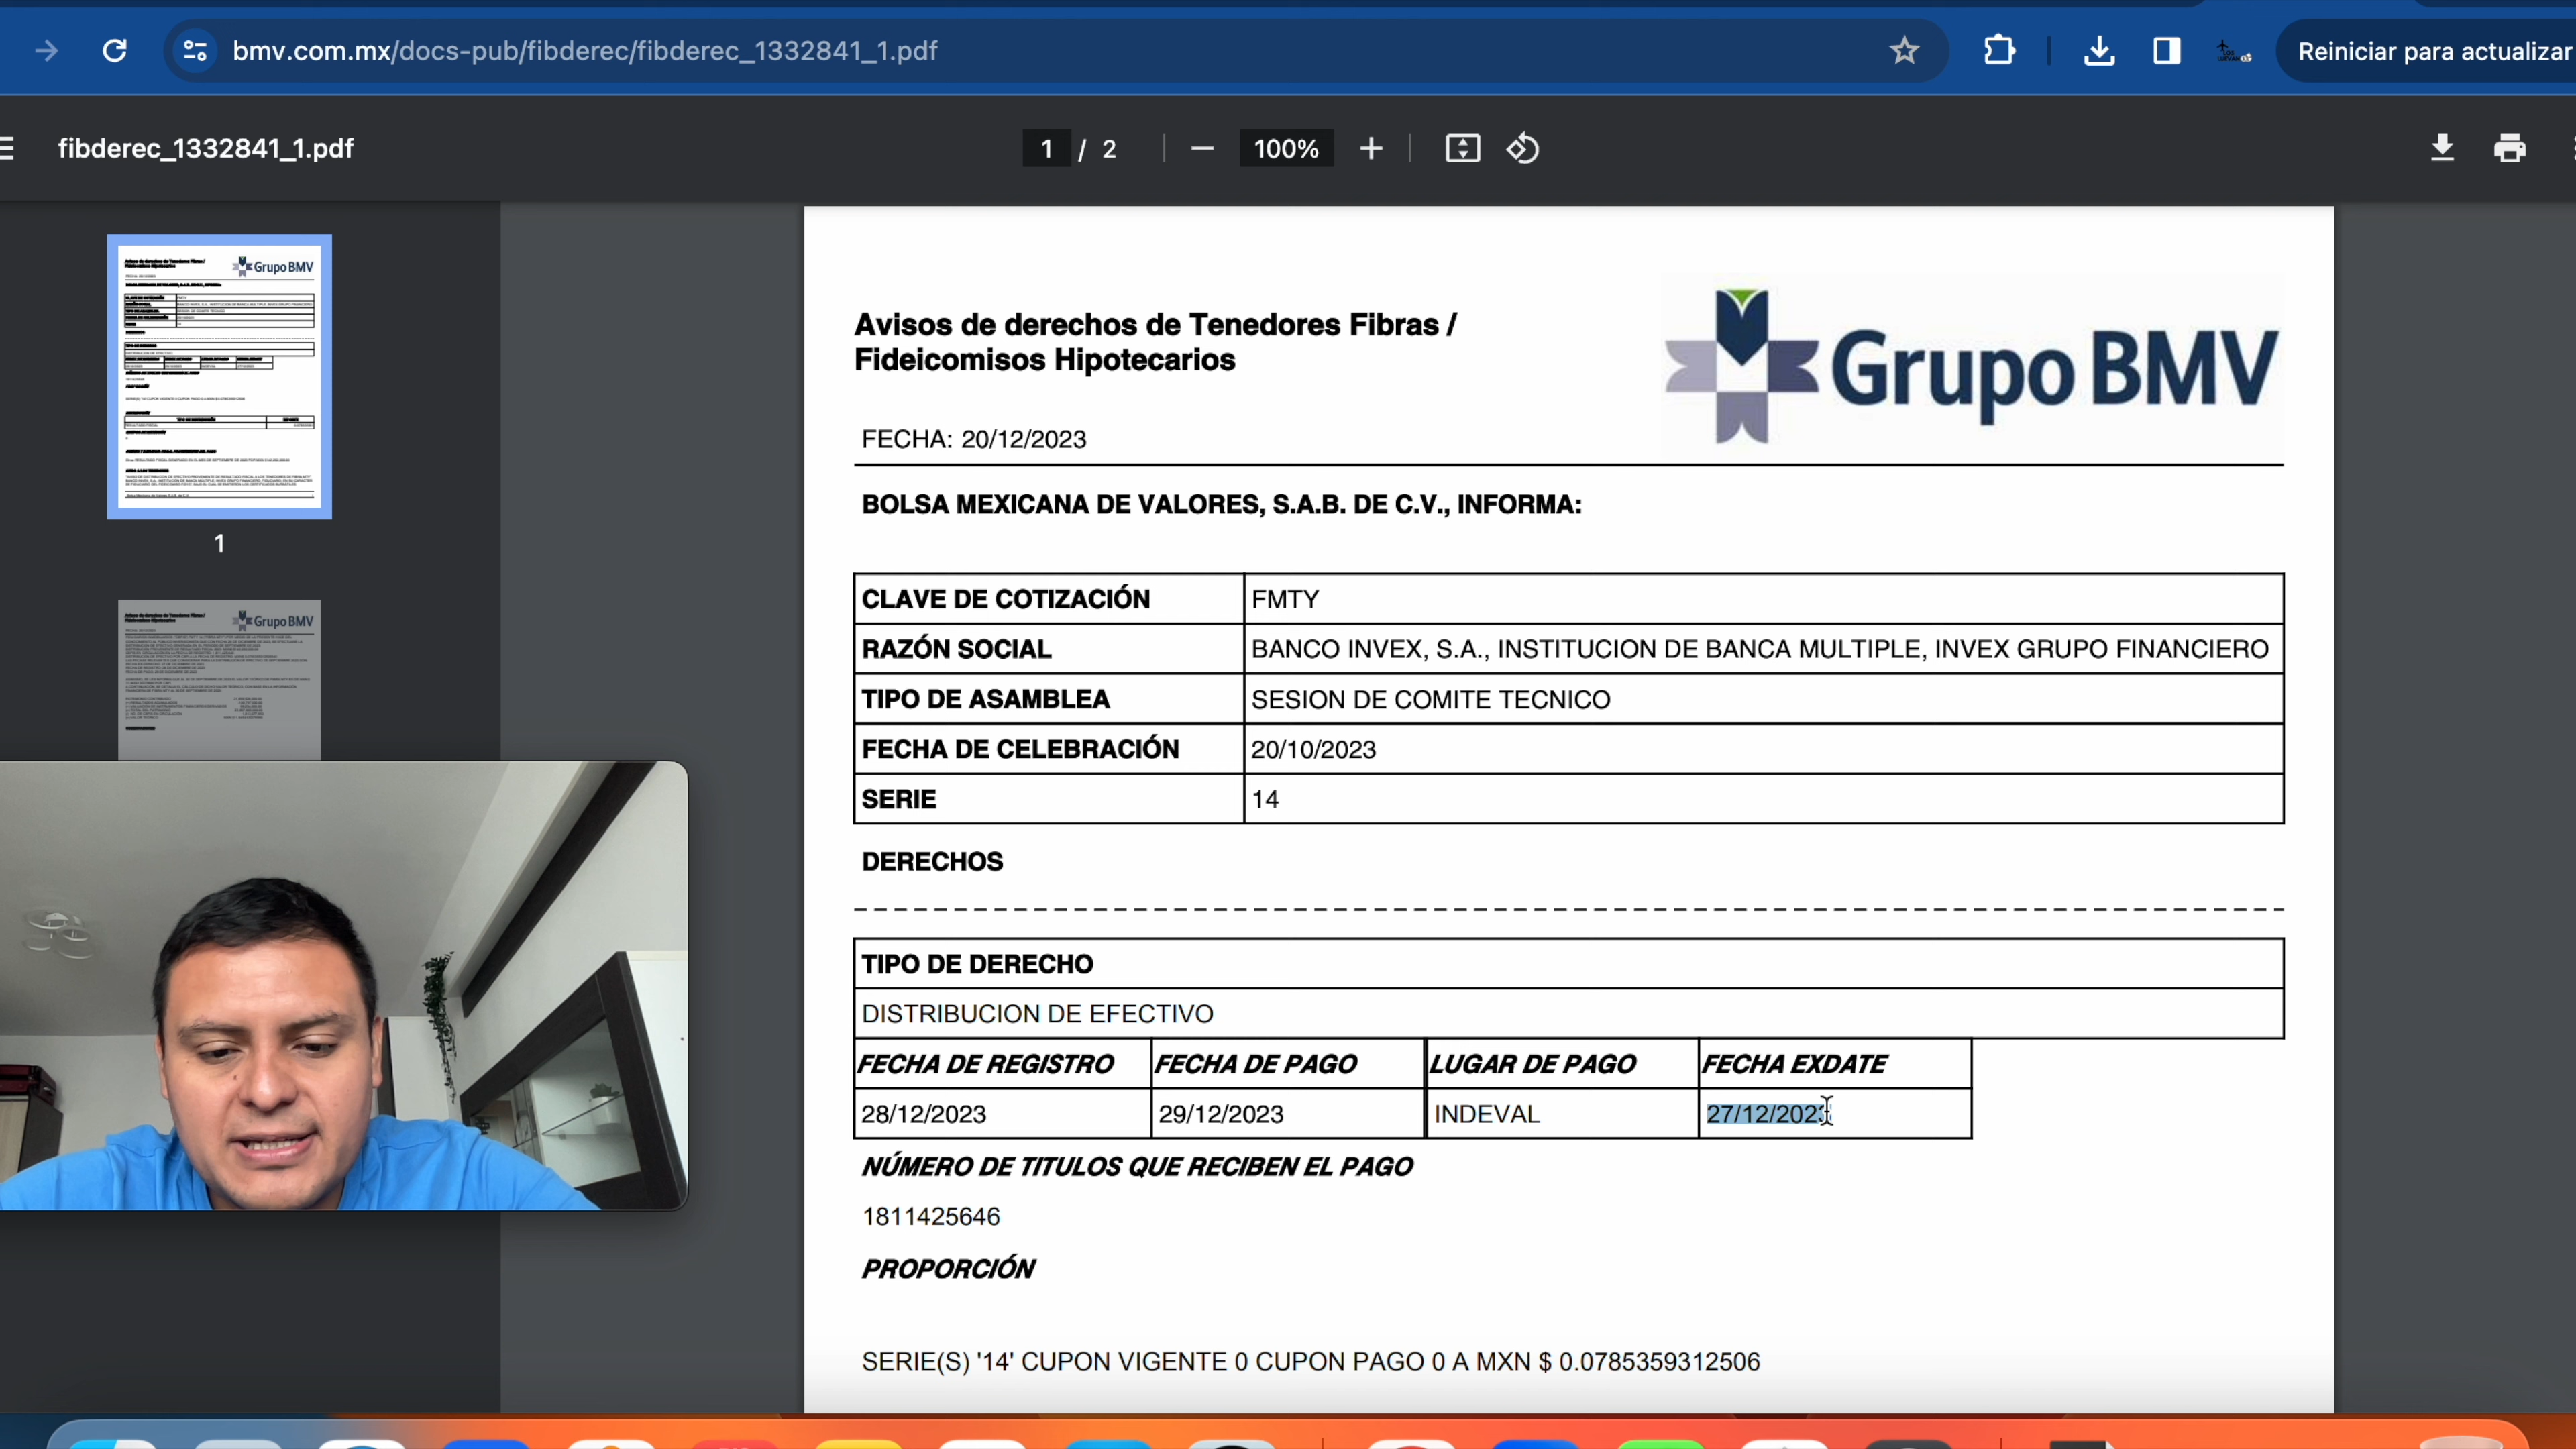 bmv.com.mx/docs-pub/fibderec/fibderec_1332841_1.pdf
Reiniciar para actualizar
fibderec_1332841_1.pdf
1 / 2
100%
Grupo BMV
1
Grupo BMV
Avisos de derechos de Tenedores Fibras /
Fideicomisos Hipotecarios
Grupo BMV
FECHA: 20/12/2023
BOLSA MEXICANA DE VALORES, S.A.B. DE C.V., INFORMA:
CLAVE DE COTIZACIÓN FMTY
RAZÓN SOCIAL BANCO INVEX, S.A., INSTITUCION DE BANCA MULTIPLE, INVEX GRUPO FINANCIERO
TIPO DE ASAMBLEA SESION DE COMITE TECNICO
FECHA DE CELEBRACIÓN 20/10/2023
SERIE 14
DERECHOS
TIPO DE DERECHO
DISTRIBUCION DE EFECTIVO
FECHA DE REGISTRO FECHA DE PAGO LUGAR DE PAGO FECHA EXDATE
28/12/2023 29/12/2023 INDEVAL 27/12/2023
NÚMERO DE TITULOS QUE RECIBEN EL PAGO
1811425646
PROPORCIÓN
SERIE(S) '14' CUPON VIGENTE 0 CUPON PAGO 0 A MXN $ 0.0785359312506